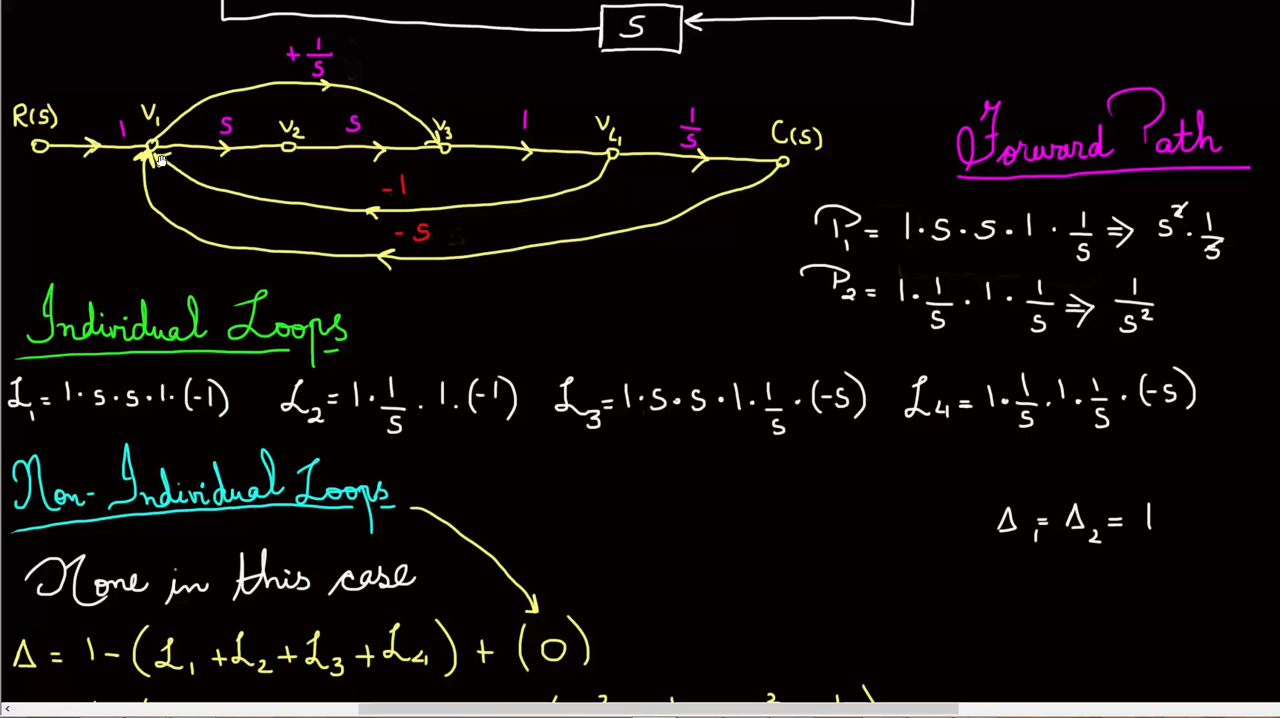 S
+ 1/s
R(s) 1 V₁ s V₂ s V₃ 1 V₄ 1/s C(s)
-1
-s
Forward Path
P₁ = 1·s·s·1·1/s ⇒ s²·1/s
P₂ = 1·1/s·1·1/s ⇒ 1/s²
Individual Loops
L₁ = 1·s·s·1·(-1) L₂ = 1·1/s·1·(-1) L₃ = 1·s·s·1·1/s·(-s) L₄ = 1·1/s·1·1/s·(-s)
Non-Individual Loops
Δ₁ = Δ₂ = 1
None in this case
Δ = 1-(L₁+L₂+L₃+L₄) + (0)